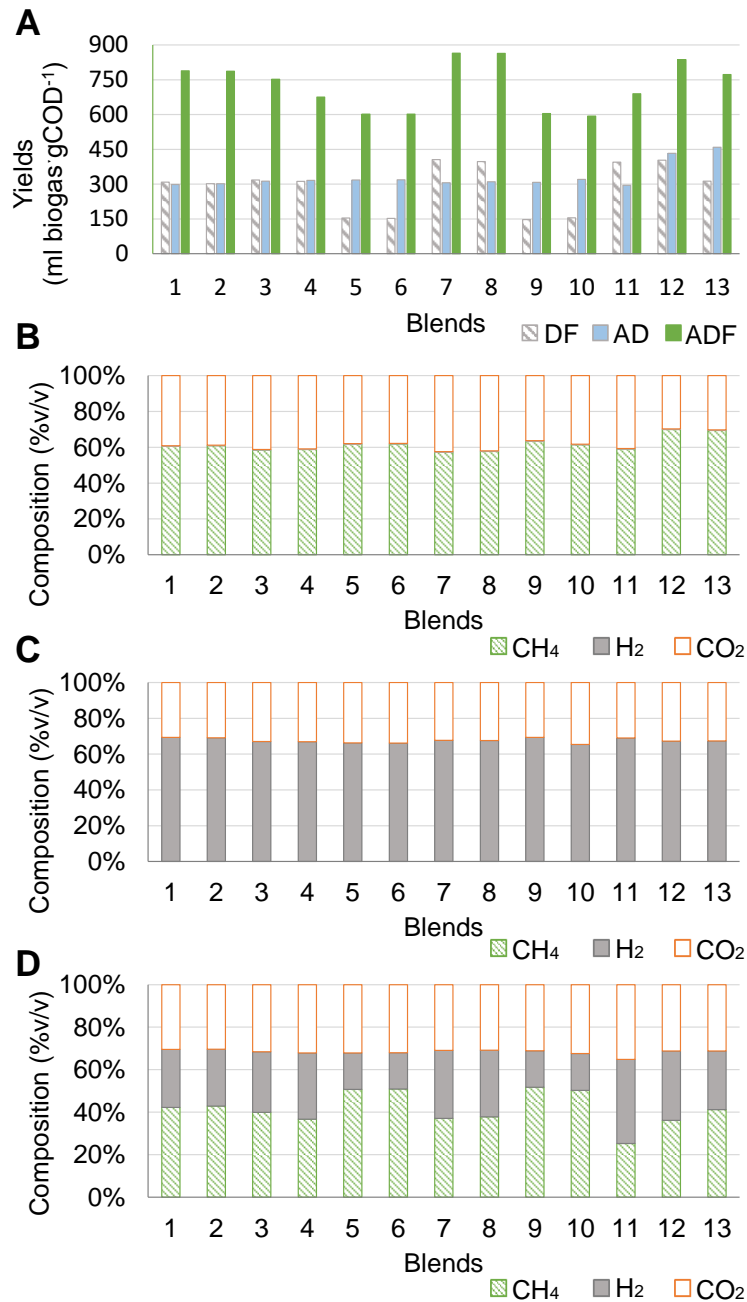 A
Yields
(ml biogas·gCOD-1)
900
750
600
450
300
150
0
1 2 3 4 5 6 7 8 9 10 11 12 13
Blends
DF AD ADF
B
Composition (%v/v)
100%
80%
60%
40%
20%
0%
1 2 3 4 5 6 7 8 9 10 11 12 13
Blends
CH4 H2 CO2
C
Composition (%v/v)
100%
80%
60%
40%
20%
0%
1 2 3 4 5 6 7 8 9 10 11 12 13
Blends
CH4 H2 CO2
D
Composition (%v/v)
100%
80%
60%
40%
20%
0%
1 2 3 4 5 6 7 8 9 10 11 12 13
Blends
CH4 H2 CO2